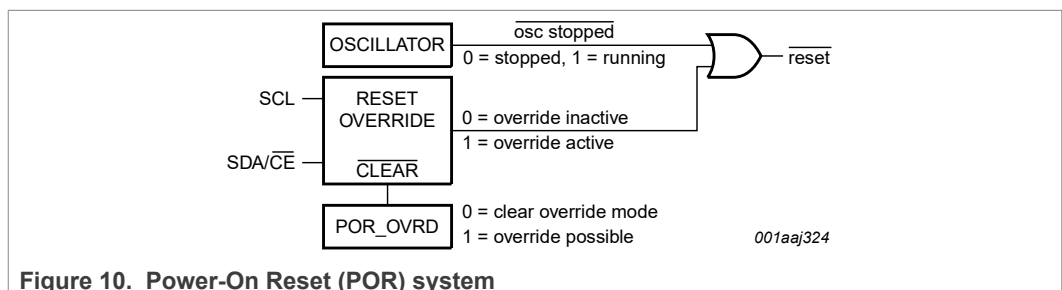 OSCILLATOR
osc stopped
0 = stopped, 1 = running
reset
SCL
RESET
OVERRIDE
0 = override inactive
1 = override active
SDA/CE
CLEAR
POR_OVRD
0 = clear override mode
1 = override possible
001aaj324
Figure 10. Power-On Reset (POR) system